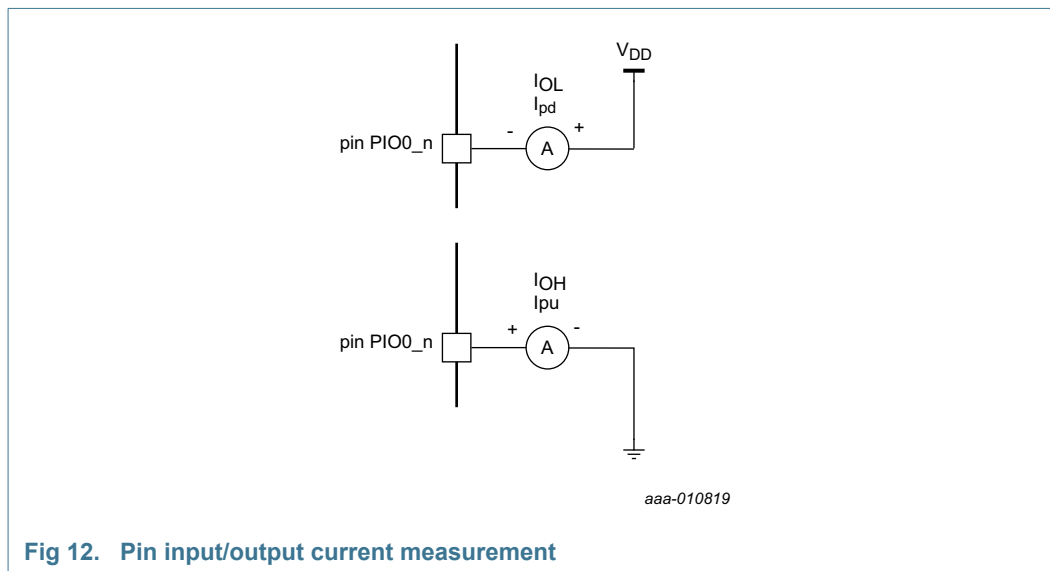 VDD
IOL
Ipd
pin PIO0_n
-
A
+
IOH
Ipu
pin PIO0_n
+
A
-
aaa-010819
Fig 12. Pin input/output current measurement